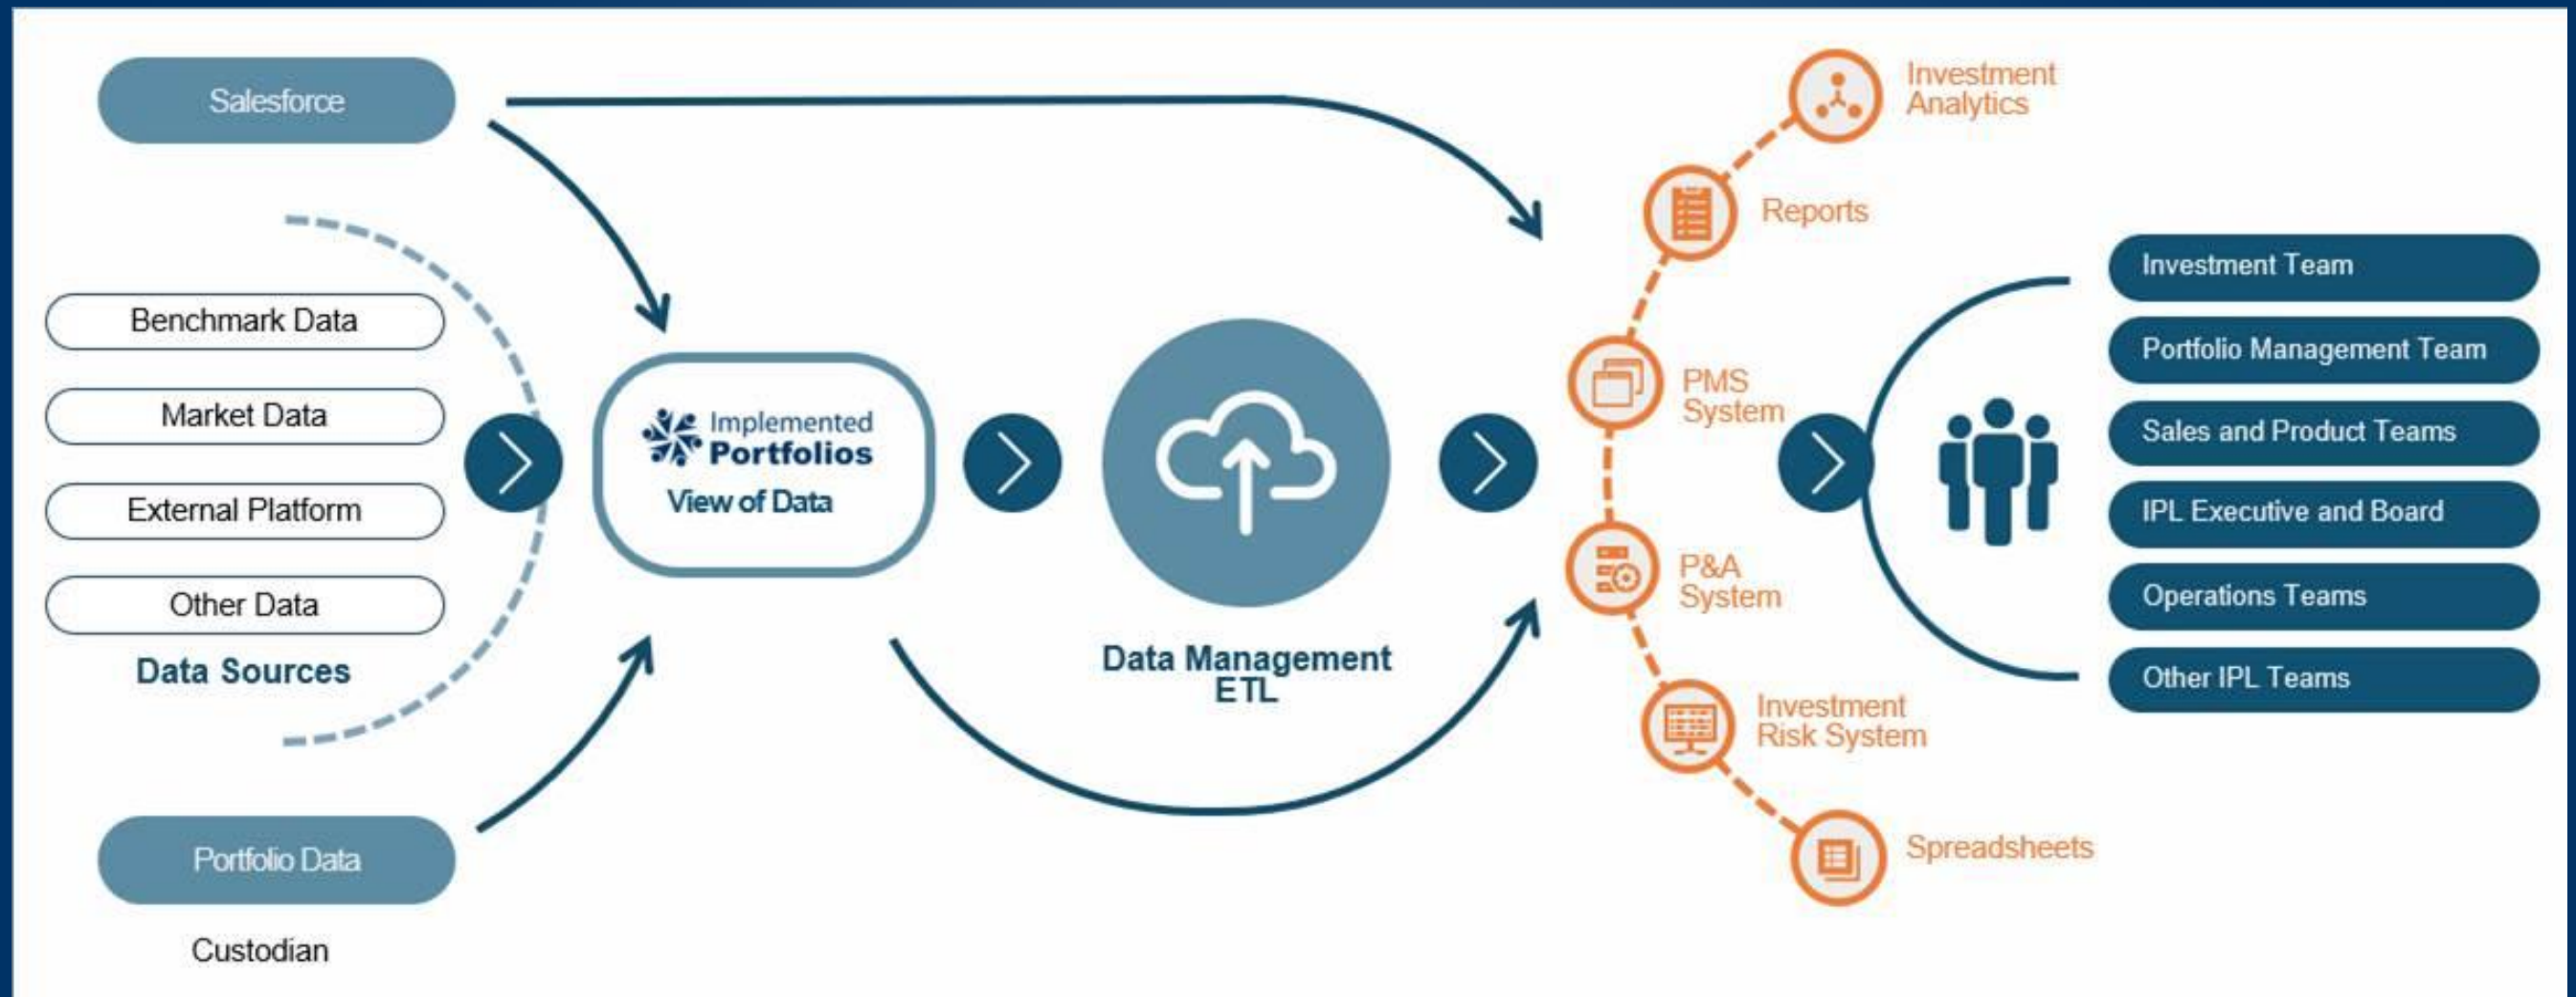 Salesforce
Benchmark Data
Market Data
External Platform
Other Data
Data Sources
Portfolio Data
Custodian
Implemented
Portfolios
View of Data
Data Management
ETL
Investment
Analytics
Reports
PMS
System
P&A
System
Investment
Risk System
Spreadsheets
Investment Team
Portfolio Management Team
Sales and Product Teams
IPL Executive and Board
Operations Teams
Other IPL Teams